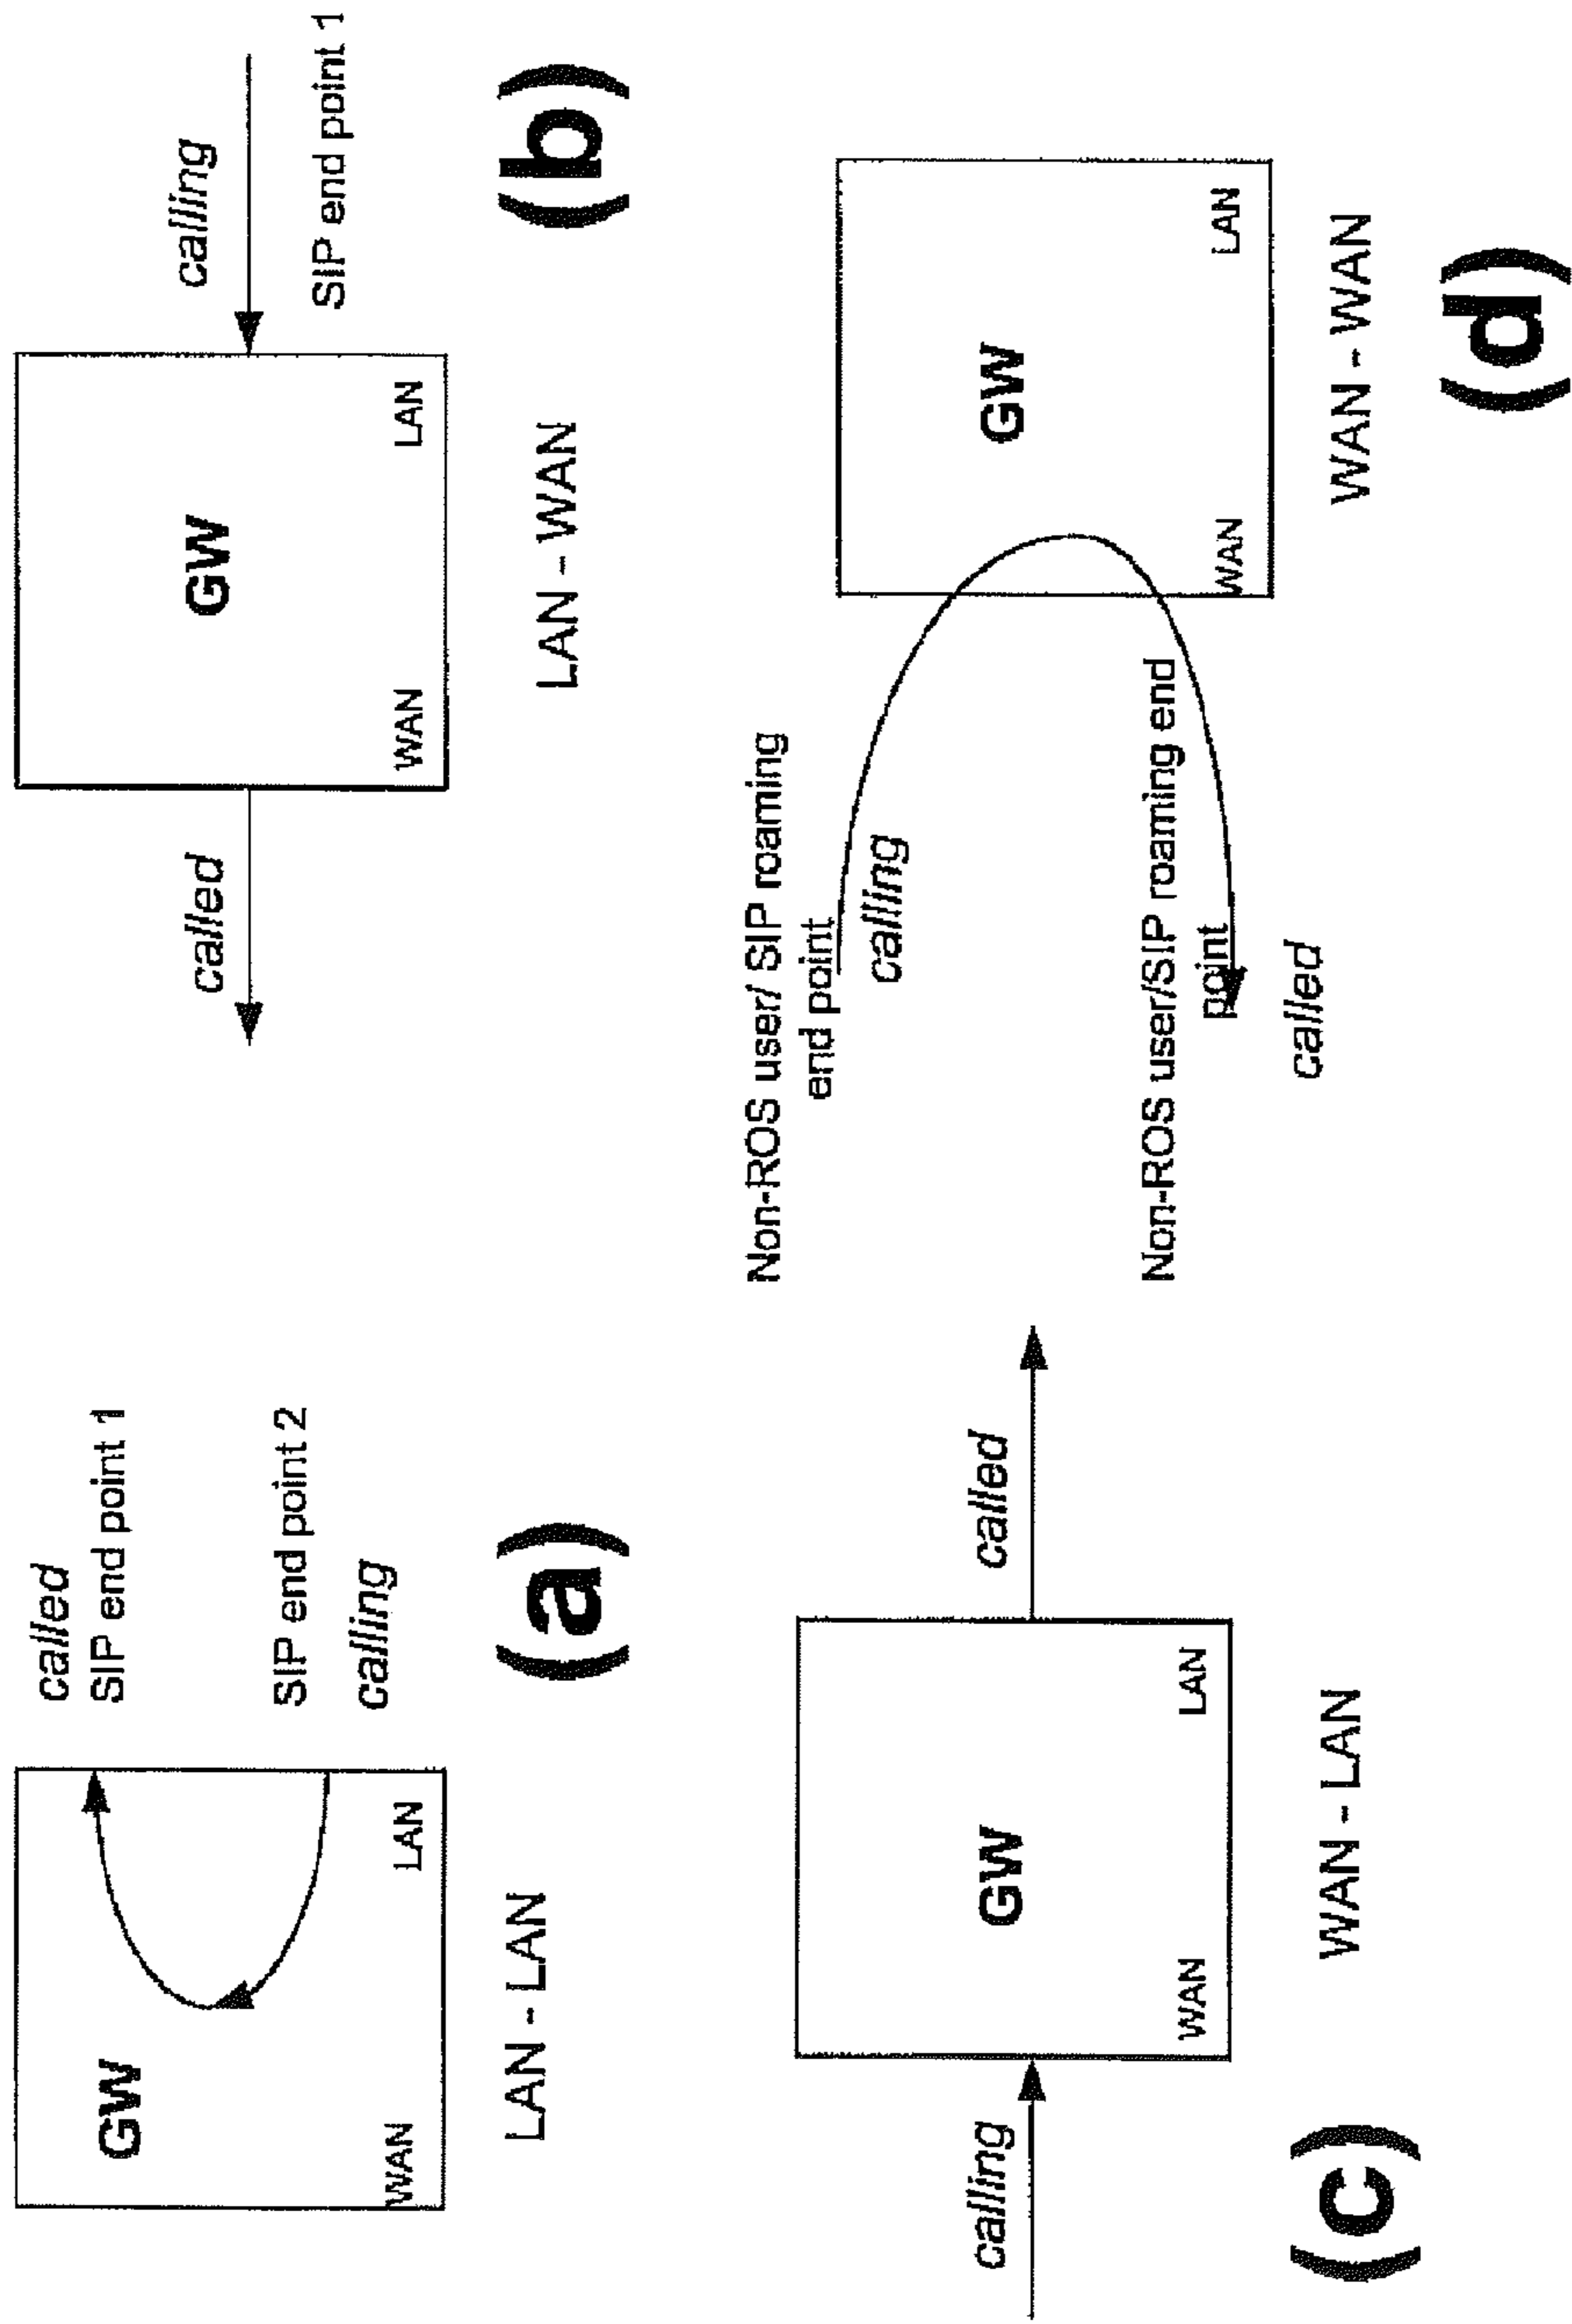 called
SIP end point 1
SIP end point 2
calling
GW
WAN
LAN
LAN - LAN
(a)
called
GW
WAN
LAN
calling
SIP end point 1
LAN - WAN
(b)
calling
GW
WAN
LAN
called
WAN - LAN
(c)
Non-ROS user/ SIP roaming
end point
calling
Non-ROS user/SIP roaming end
point
called
GW
WAN
LAN
WAN - WAN
(d)